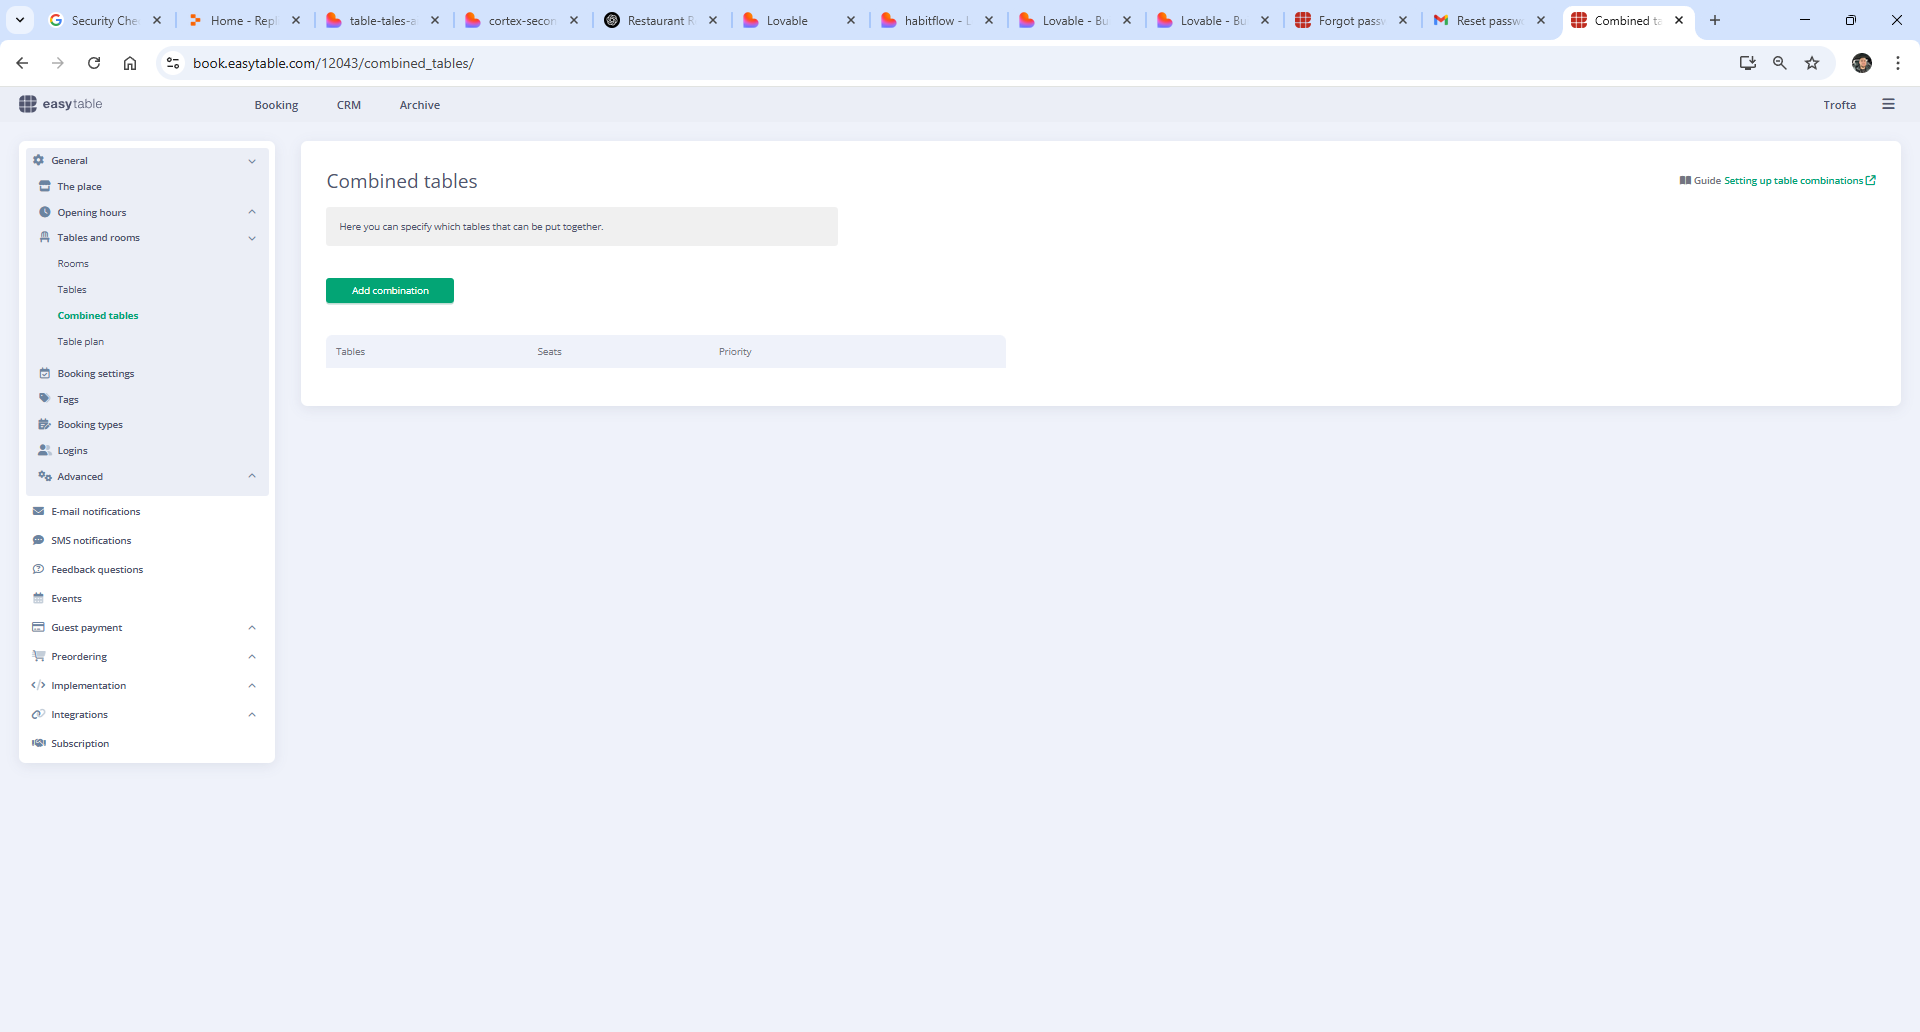 Security Che
Home - Repl
table-tales-a
cortex-secon
Restaurant R
Lovable
habitflow - L
Lovable - Bu
Lovable - Bu
Forgot passw
Reset passwo
Combined ta
book.easytable.com/12043/combined_tables/
easytable
Booking
CRM
Archive
Trofta
General
The place
Opening hours
Tables and rooms
Rooms
Tables
Combined tables
Table plan
Booking settings
Tags
Booking types
Logins
Advanced
E-mail notifications
SMS notifications
Feedback questions
Events
Guest payment
Preordering
Implementation
Integrations
Subscription
Combined tables
Guide Setting up table combinations
Here you can specify which tables that can be put together.
Add combination
Tables Seats Priority